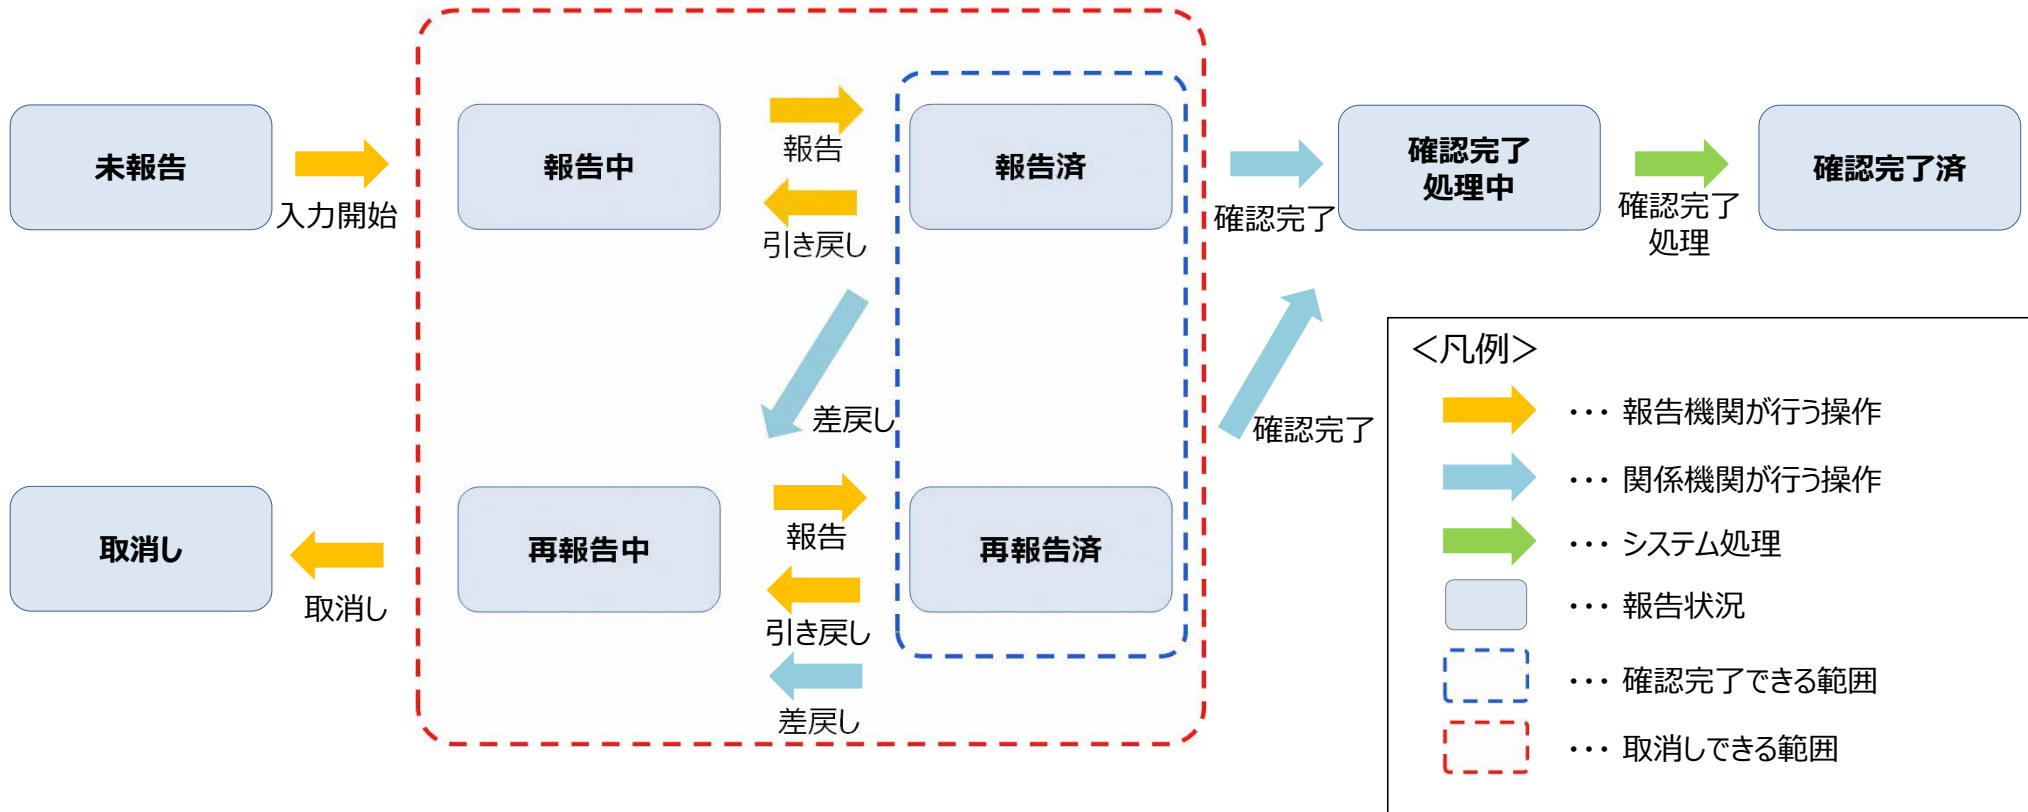 未報告
入力開始
報告中
報告
引き戻し
報告済
確認完了
確認完了
処理中
確認完了
処理
確認完了済
差戻し
確認完了
取消し
取消し
再報告中
報告
引き戻し
差戻し
再報告済
＜凡例＞
・・・ 報告機関が行う操作
・・・ 関係機関が行う操作
・・・ システム処理
・・・ 報告状況
・・・ 確認完了できる範囲
・・・ 取消しできる範囲